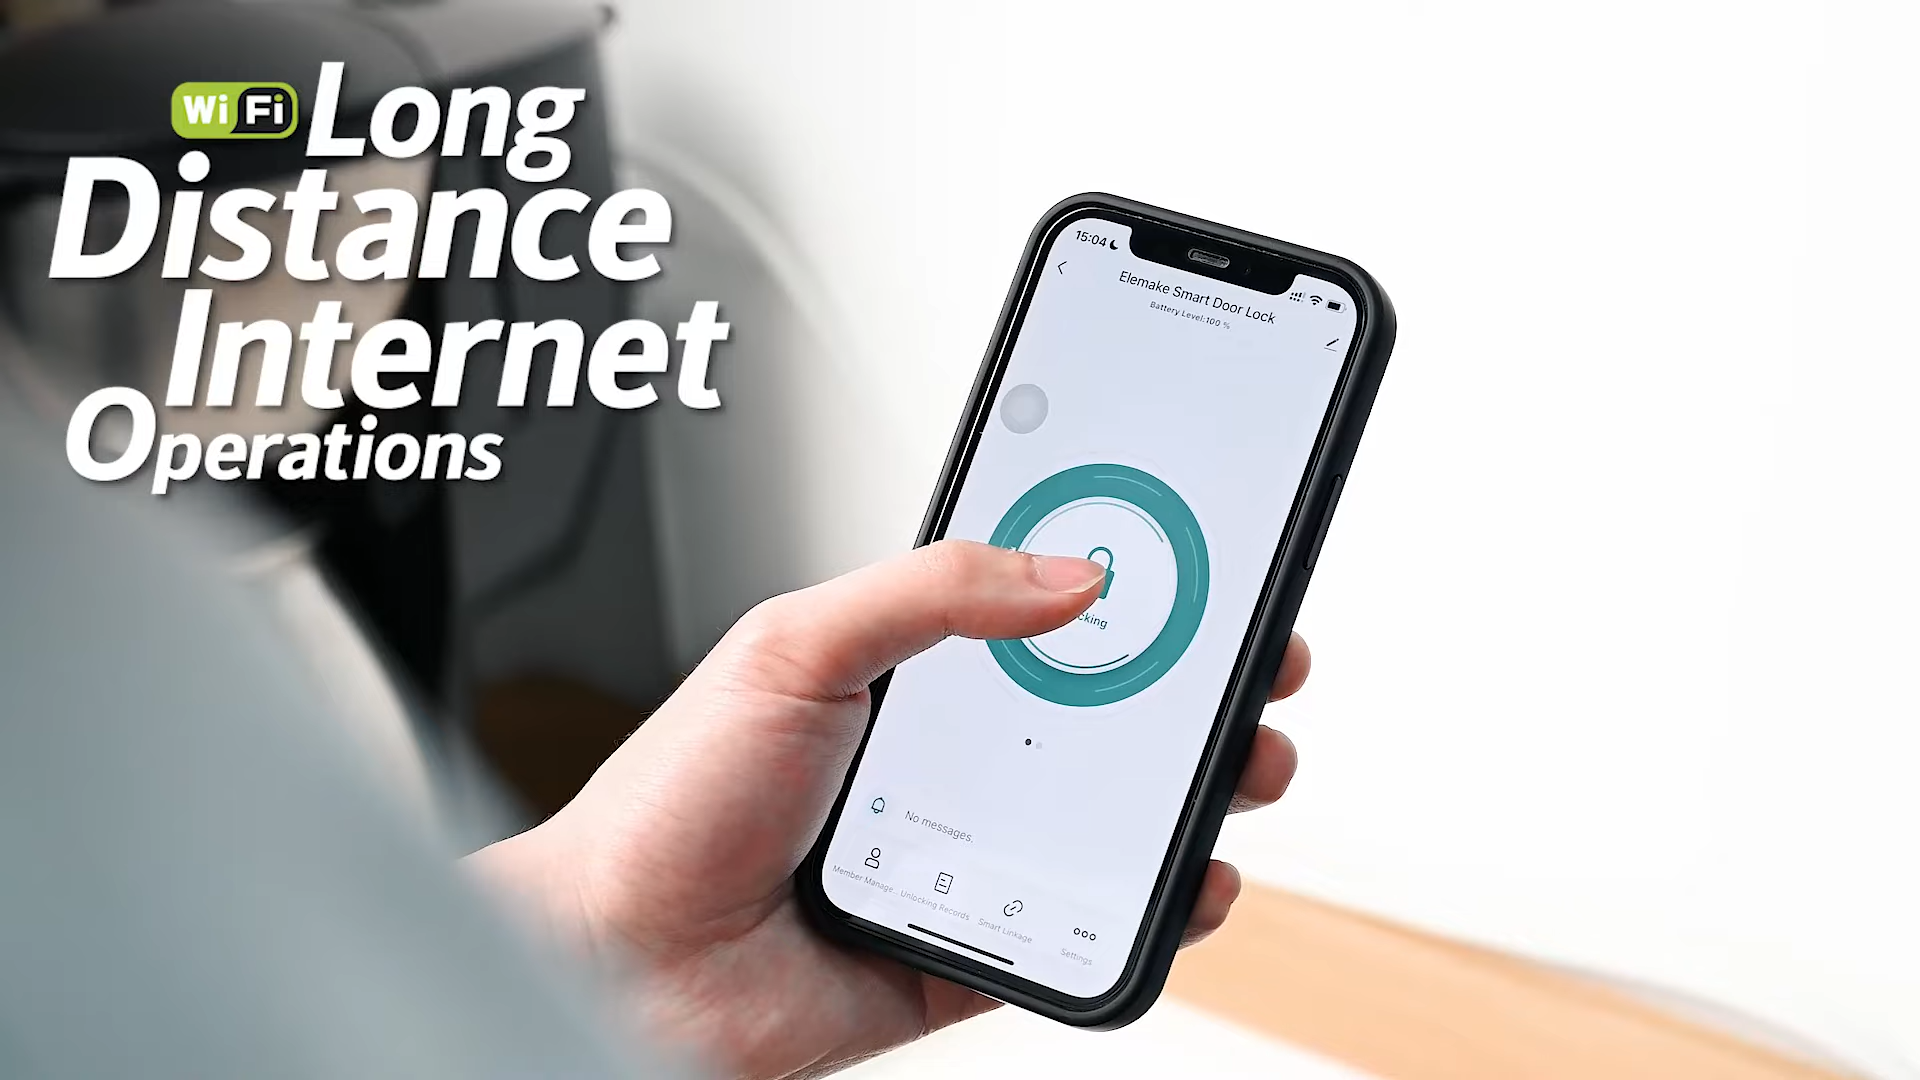 WiFi Long
Distance
Internet
Operations
15:04
Elemake Smart Door Lock
Battery Level:100 %
cking
No messages.
Member Manage...
Unlocking Records
Smart Linkage
Settings